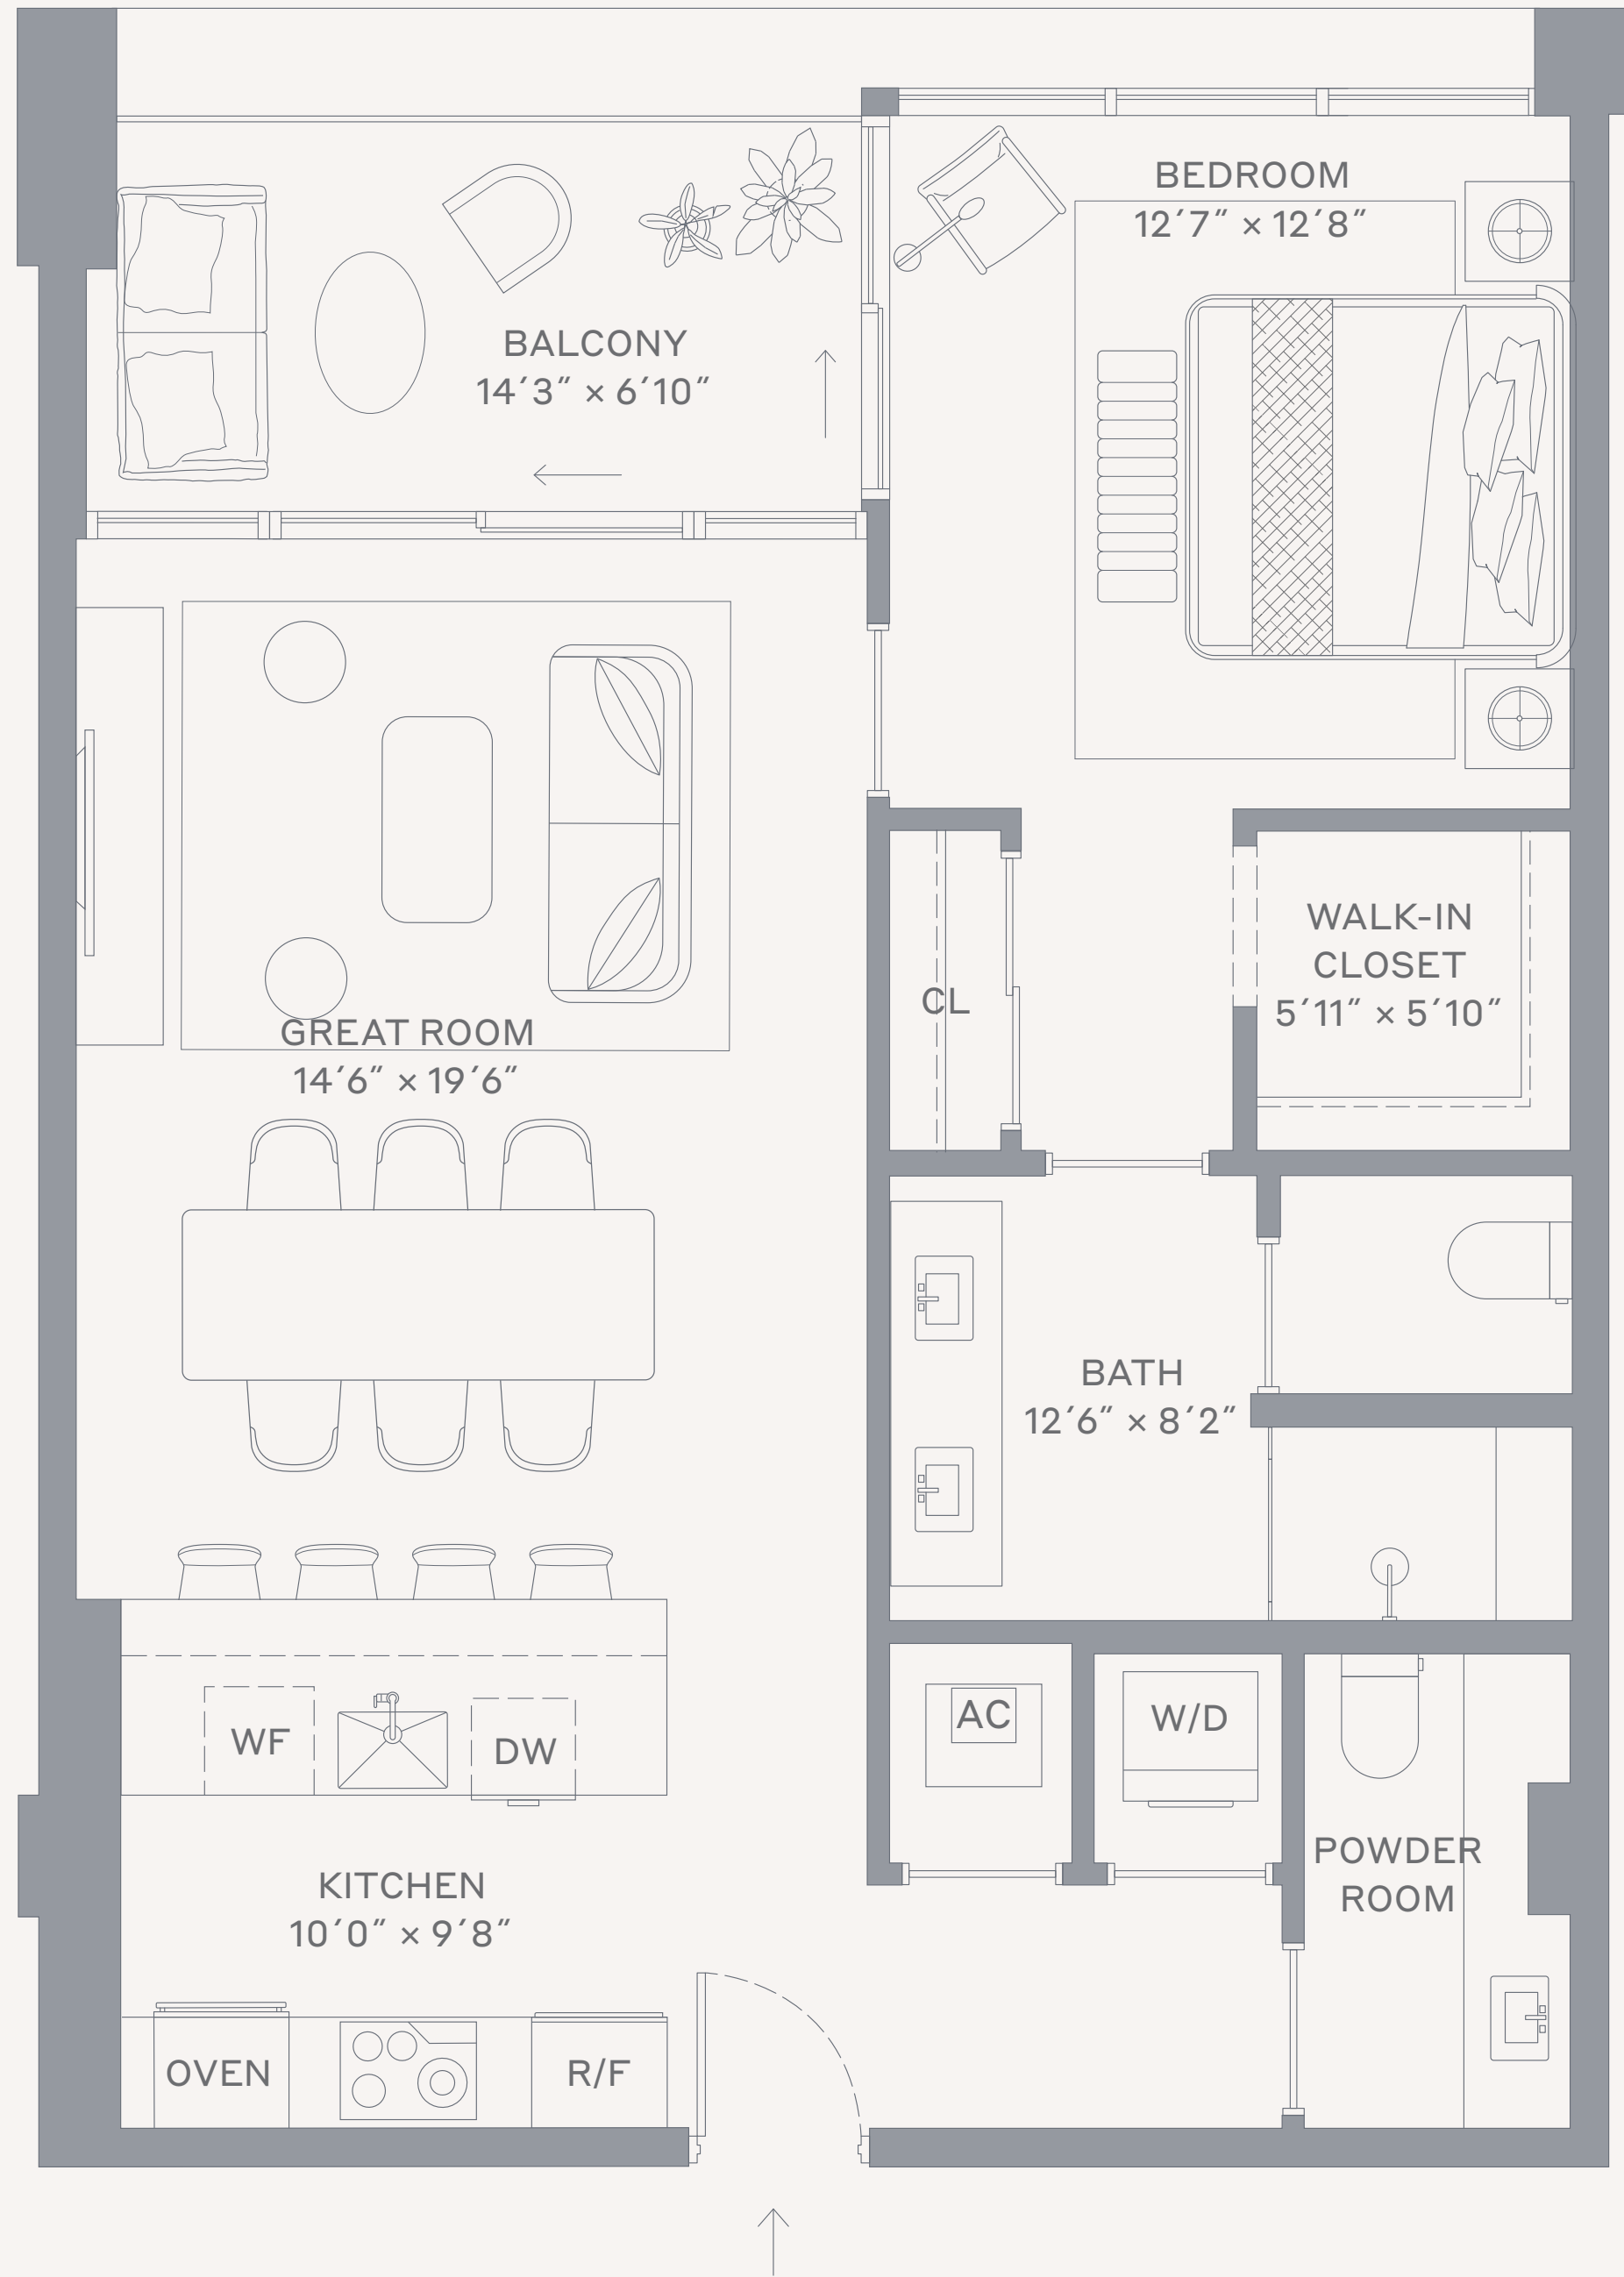 BEDROOM
12´7˝ × 12´8˝
BALCONY
14´3˝ × 6´10˝
WALK-IN
CLOSET
5´11˝ × 5´10˝
CL
GREAT ROOM
14´6˝ × 19´6˝
BATH
12´6˝ × 8´2˝
WF
DW
AC
W/D
POWDER
ROOM
KITCHEN
10´0˝ × 9´8˝
OVEN
R/F